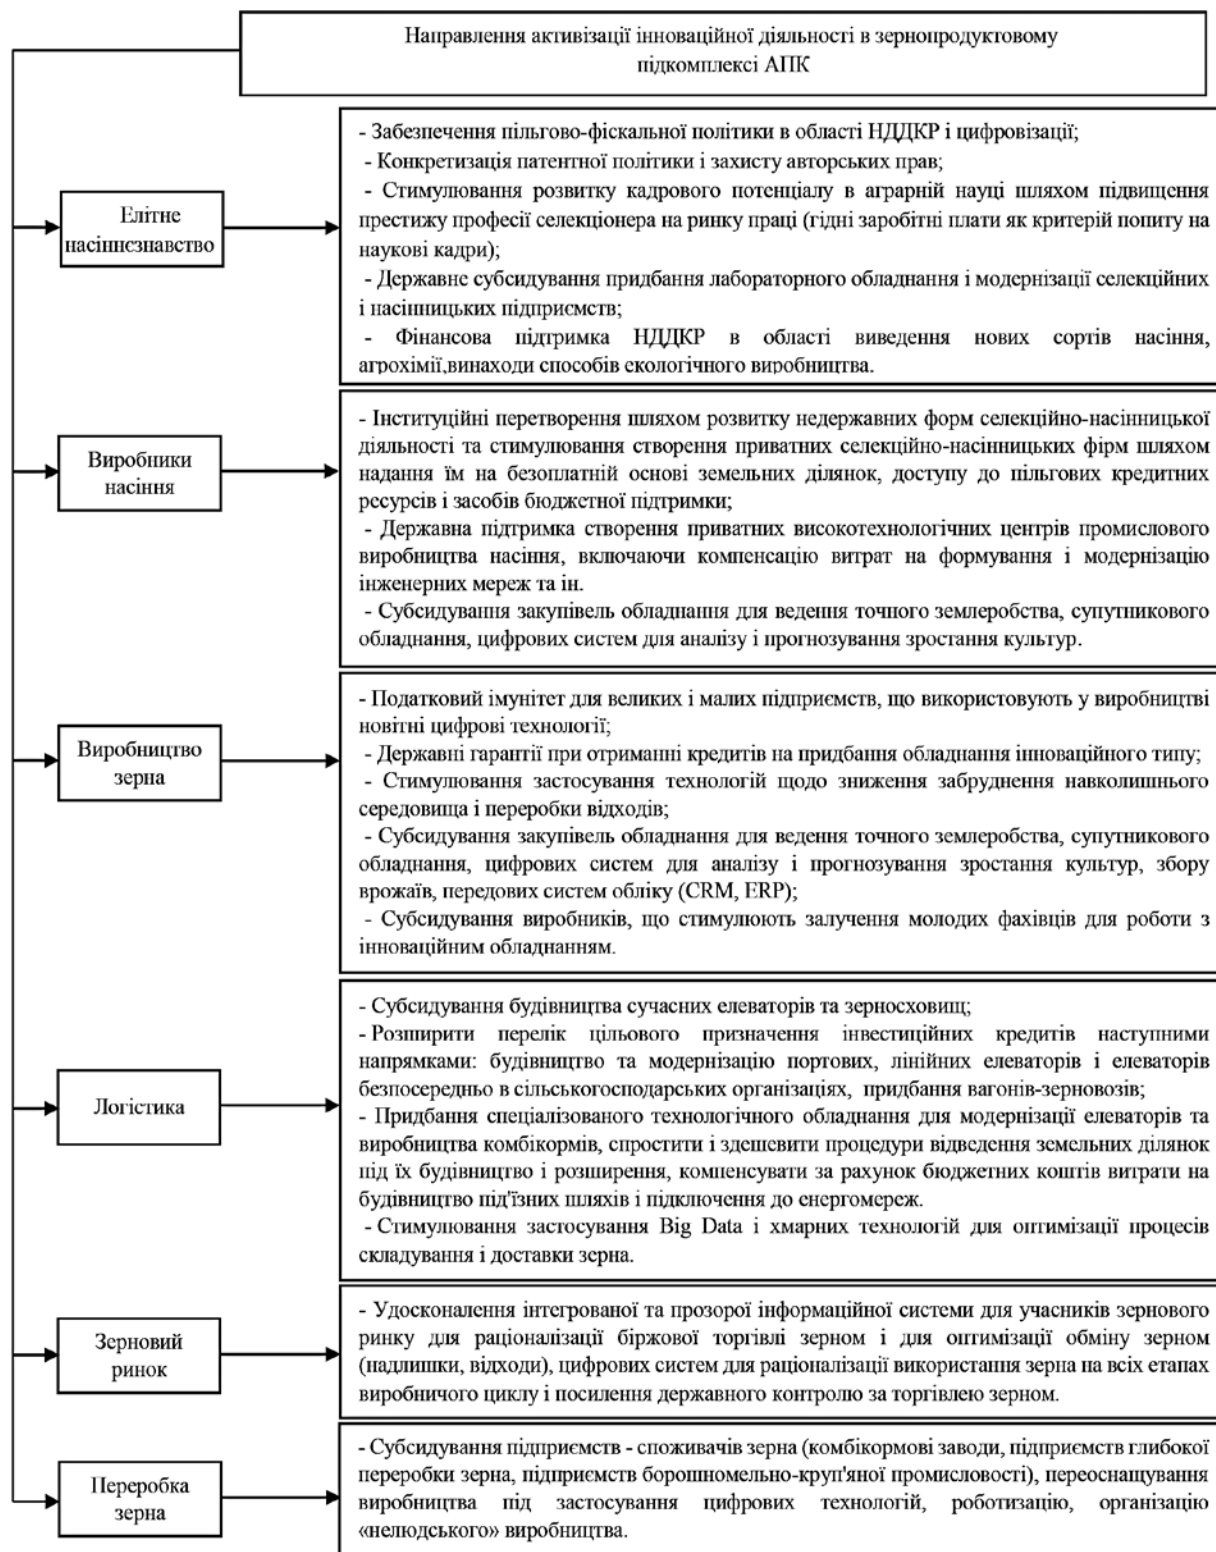 Направлення активізації інноваційної діяльності в зернопродуктовому
підкомплексі АПК
Елітне
насіннєзнавство
- Забезпечення пільгово-фіскальної політики в області НДДКР і цифровізації;
- Конкретизація патентної політики і захисту авторських прав;
- Стимулювання розвитку кадрового потенціалу в аграрній науці шляхом підвищення
престижу професії селекціонера на ринку праці (гідні заробітні плати як критерій попиту на
наукові кадри);
- Державне субсидування придбання лабораторного обладнання і модернізації селекційних
і насінницьких підприємств;
- Фінансова підтримка НДДКР в області виведення нових сортів насіння,
агрохімії,винаходи способів екологічного виробництва.
Виробники
насіння
- Інституційні перетворення шляхом розвитку недержавних форм селекційно-насінницької
діяльності та стимулювання створення приватних селекційно-насінницьких фірм шляхом
надання їм на безоплатній основі земельних ділянок, доступу до пільгових кредитних
ресурсів і засобів бюджетної підтримки;
- Державна підтримка створення приватних високотехнологічних центрів промислового
виробництва насіння, включаючи компенсацію витрат на формування і модернізацію
інженерних мереж та ін.
- Субсидування закупівель обладнання для ведення точного землеробства, супутникового
обладнання, цифрових систем для аналізу і прогнозування зростання культур.
Виробництво
зерна
- Податковий імунітет для великих і малих підприємств, що використовують у виробництві
новітні цифрові технології;
- Державні гарантії при отриманні кредитів на придбання обладнання інноваційного типу;
- Стимулювання застосування технологій щодо зниження забруднення навколишнього
середовища і переробки відходів;
- Субсидування закупівель обладнання для ведення точного землеробства, супутникового
обладнання, цифрових систем для аналізу і прогнозування зростання культур, збору
врожаїв, передових систем обліку (CRM, ERP);
- Субсидування виробників, що стимулюють залучення молодих фахівців для роботи з
інноваційним обладнанням.
Логістика
- Субсидування будівництва сучасних елеваторів та зерносховищ;
- Розширити перелік цільового призначення інвестиційних кредитів наступними
напрямками: будівництво та модернізацію портових, лінійних елеваторів і елеваторів
безпосередньо в сільськогосподарських організаціях, придбання вагонів-зерновозів;
- Придбання спеціалізованого технологічного обладнання для модернізації елеваторів та
виробництва комбікормів, спростити і здешевити процедури відведення земельних ділянок
під їх будівництво і розширення, компенсувати за рахунок бюджетних коштів витрати на
будівництво під'їзних шляхів і підключення до енергомереж.
- Стимулювання застосування Big Data і хмарних технологій для оптимізації процесів
складування і доставки зерна.
Зерновий
ринок
- Удосконалення інтегрованої та прозорої інформаційної системи для учасників зернового
ринку для раціоналізації біржової торгівлі зерном і для оптимізації обміну зерном
(надлишки, відходи), цифрових систем для раціоналізації використання зерна на всіх етапах
виробничого циклу і посилення державного контролю за торгівлею зерном.
Переробка
зерна
- Субсидування підприємств - споживачів зерна (комбікормові заводи, підприємств глибокої
переробки зерна, підприємств борошномельно-круп'яної промисловості), переоснащування
виробництва під застосування цифрових технологій, роботизацію, організацію
«нелюдського» виробництва.